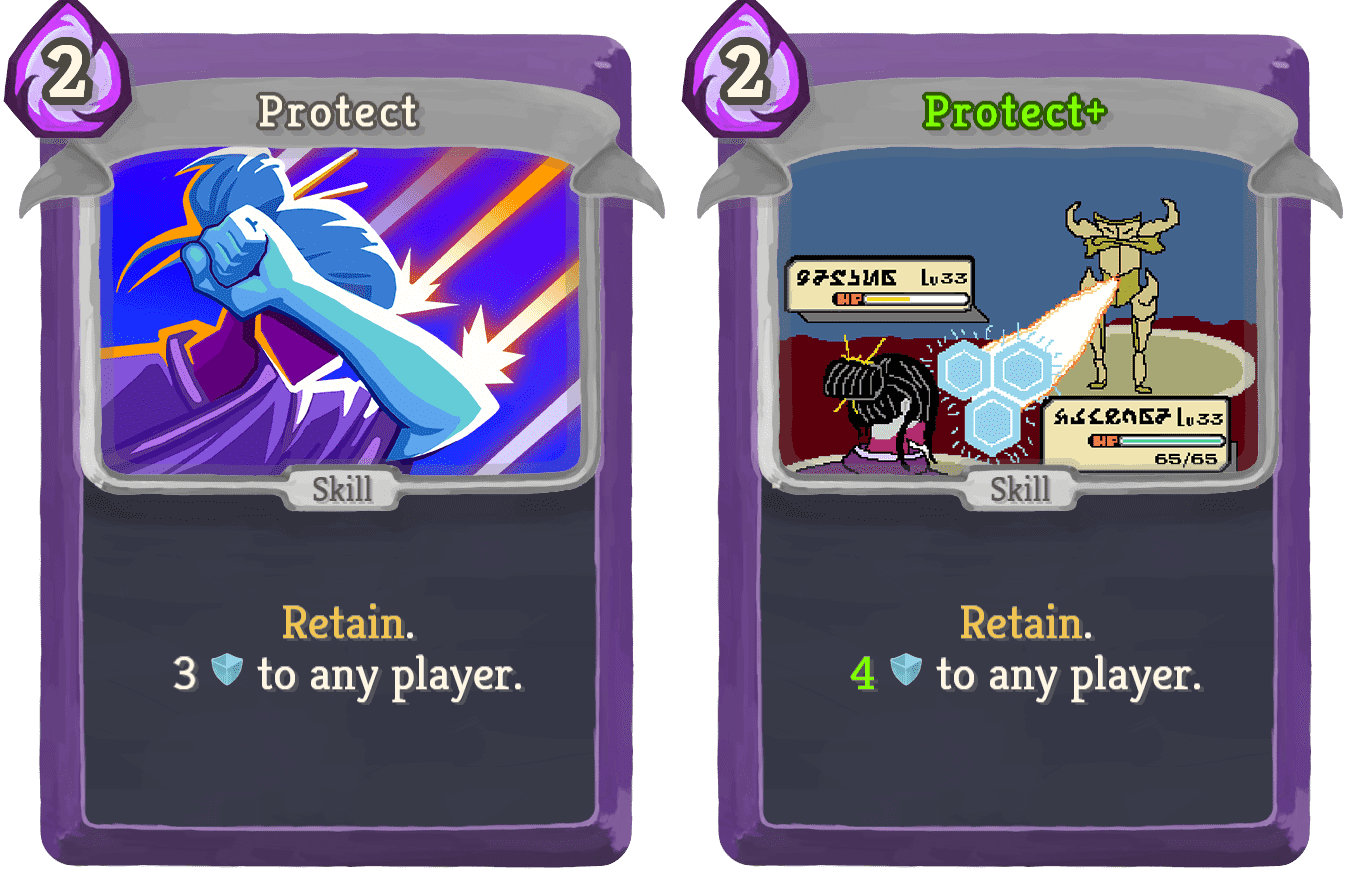 2
Protect
Skill
Retain.
3 to any player.
2
Protect+
Lv33
HP
Lv33
HP
65/65
Skill
Retain.
4 to any player.